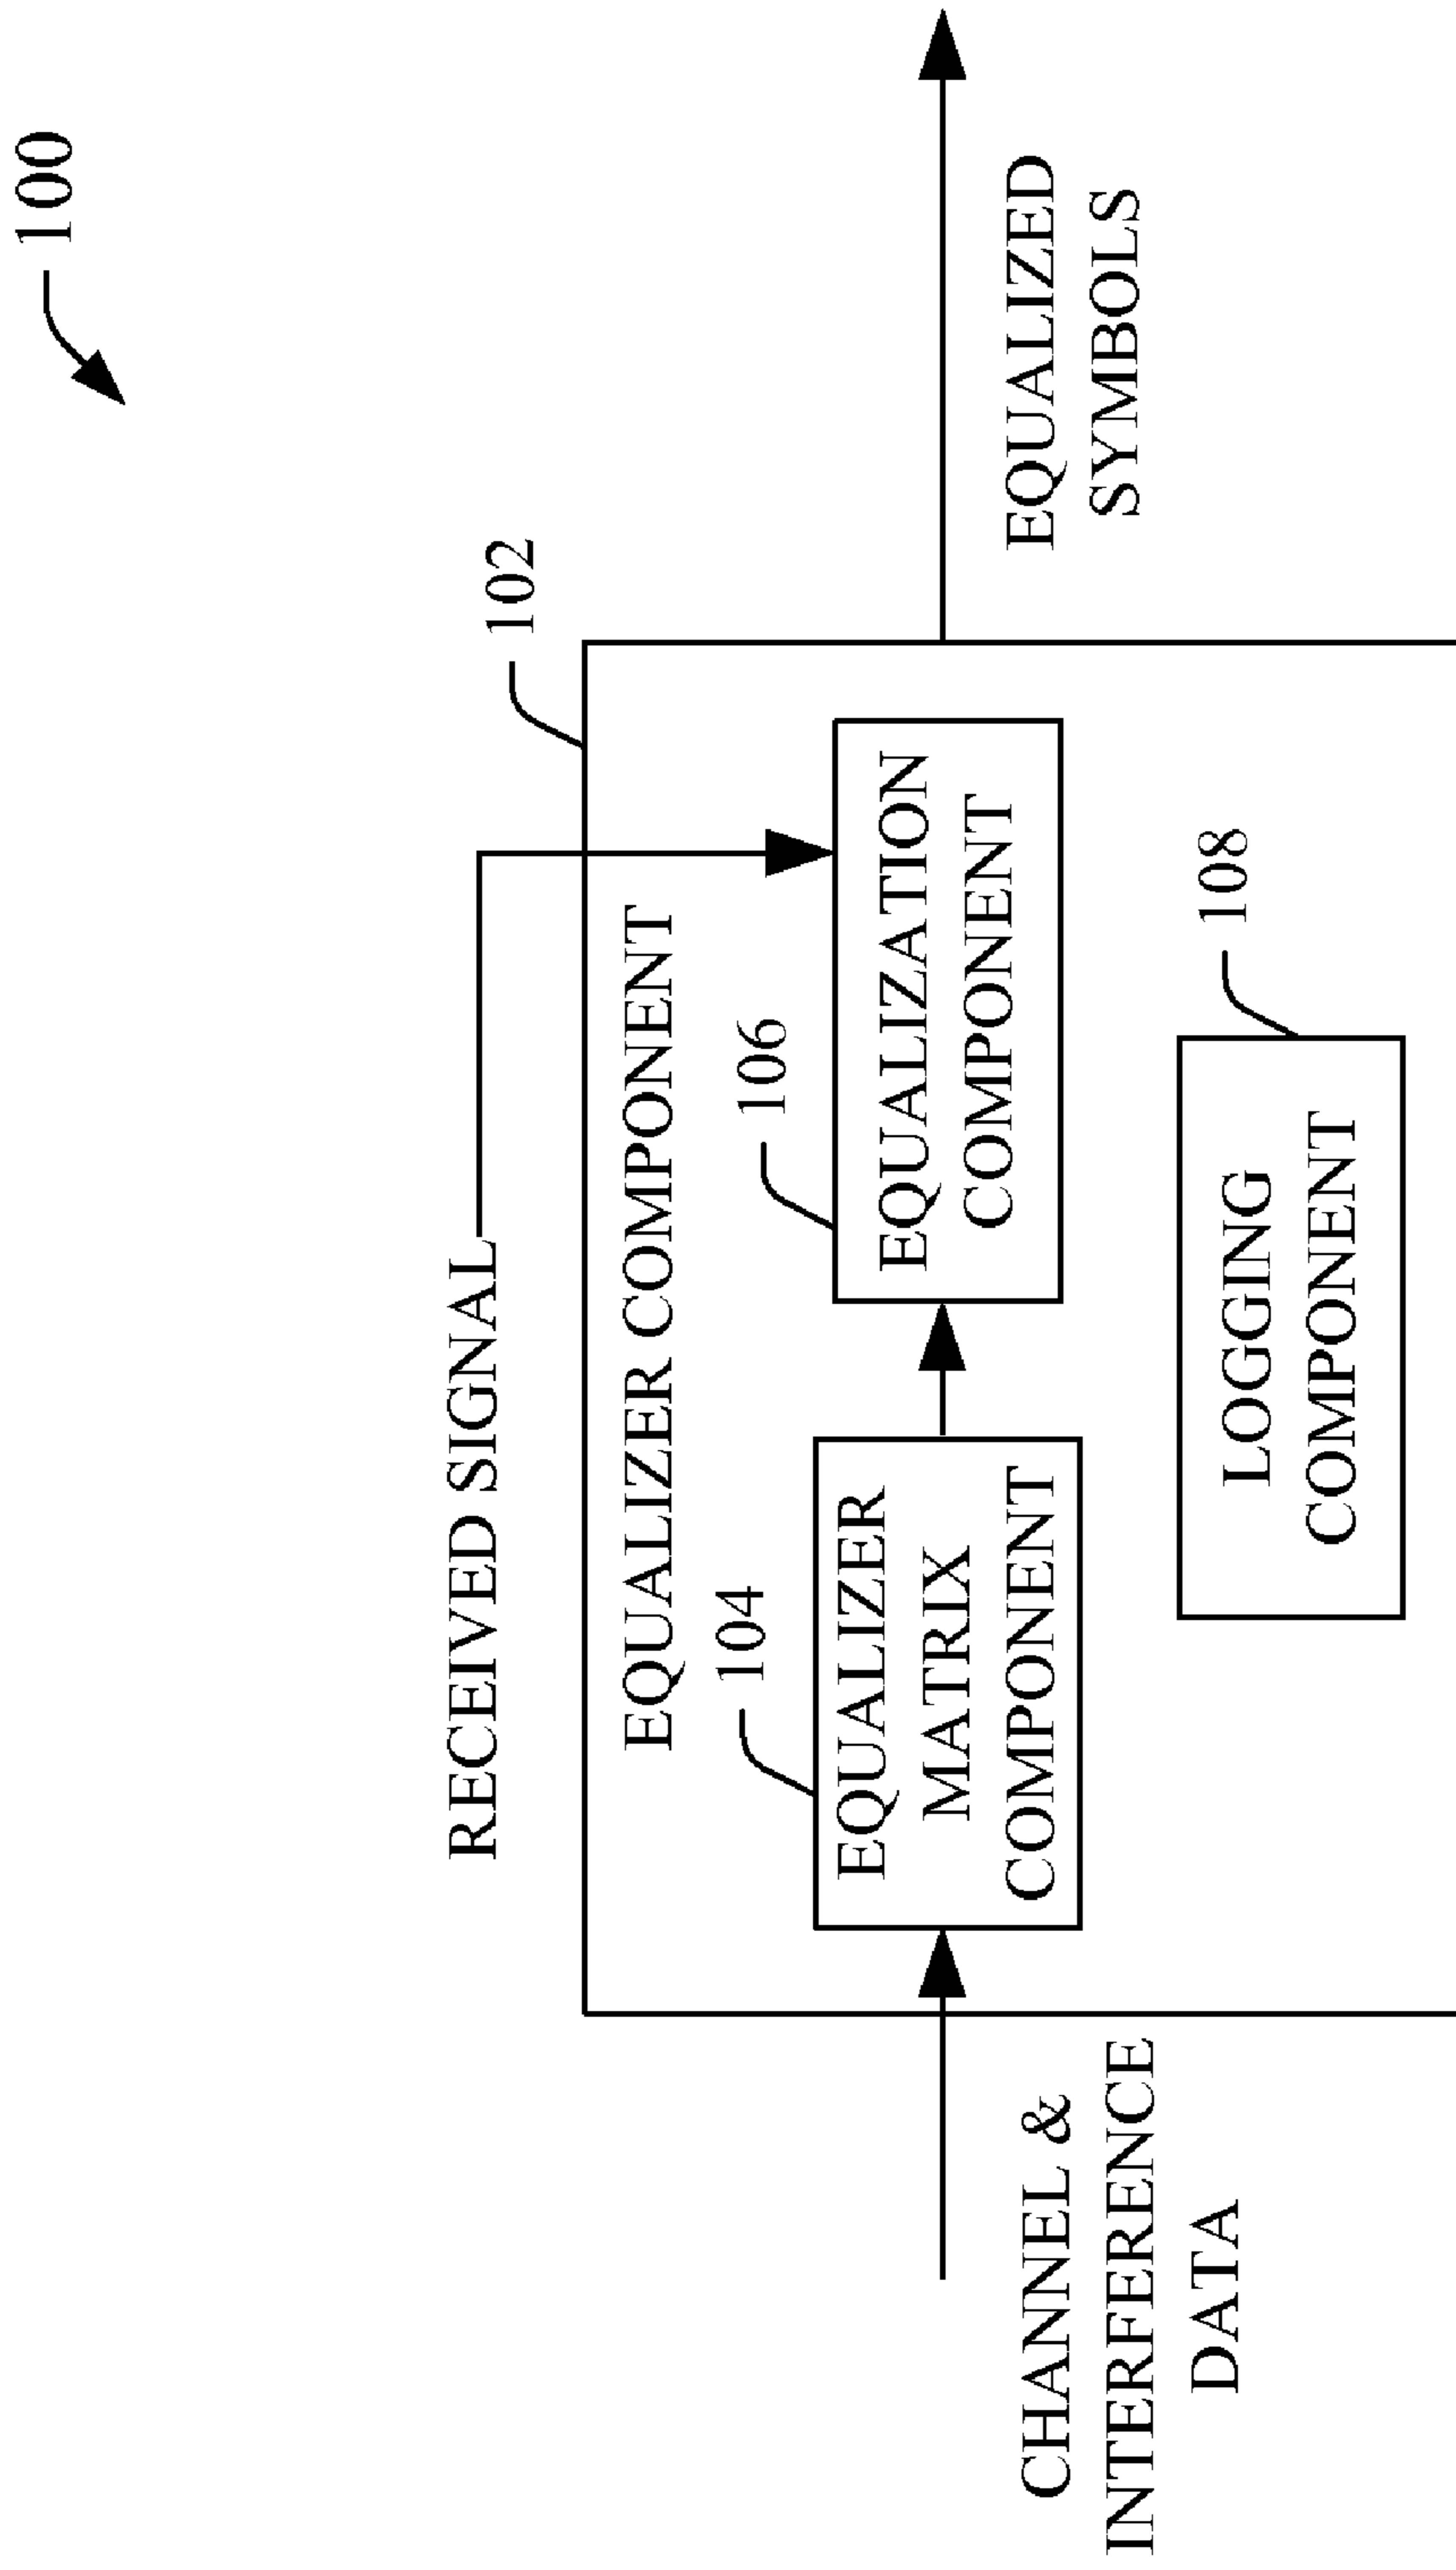 100
RECEIVED SIGNAL
102
EQUALIZER COMPONENT
104
106
EQUALIZER
MATRIX
COMPONENT
EQUALIZATION
COMPONENT
CHANNEL &
INTERFERENCE
DATA
EQUALIZED
SYMBOLS
108
LOGGING
COMPONENT